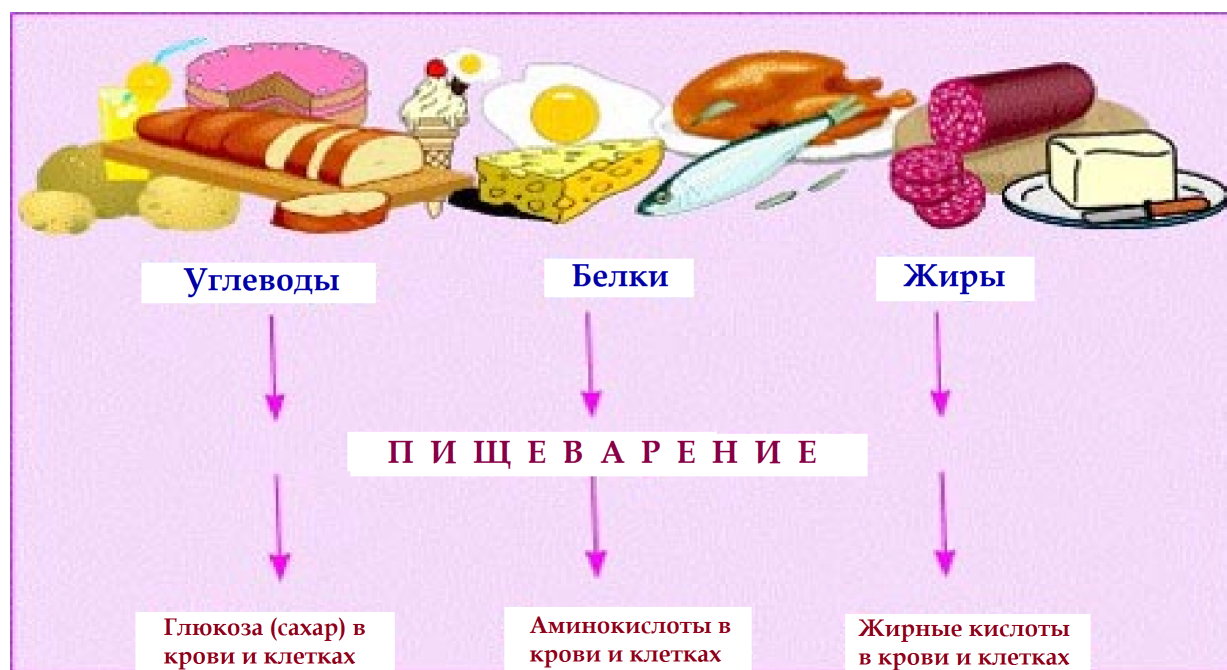 Углеводы
Белки
Жиры
П И Щ Е В А Р Е Н И Е
Глюкоза (сахар) в
крови и клетках
Аминокислоты в
крови и клетках
Жирные кислоты
в крови и клетках